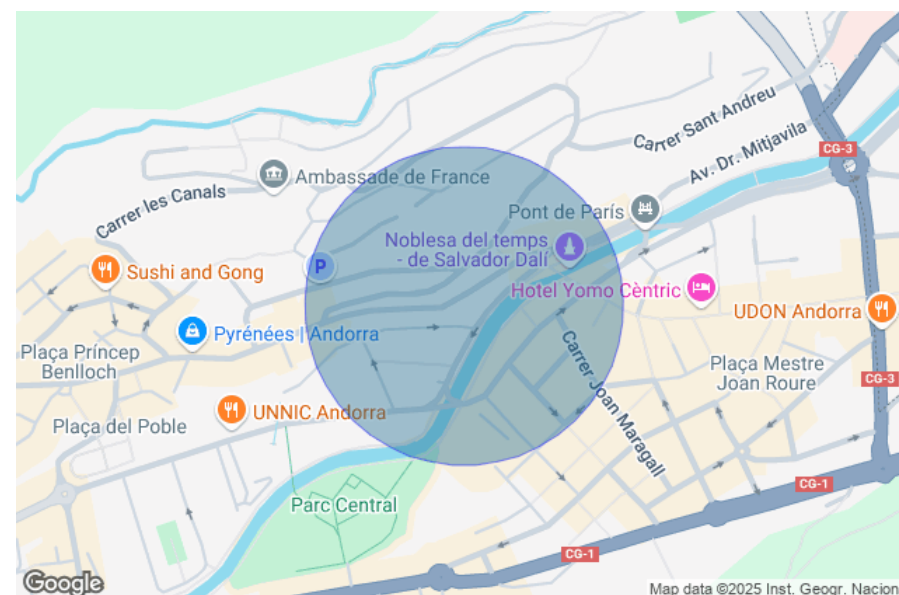 Carrer Sant Andreu
Av. Dr. Mitjavila
CG-3
Ambassade de France
Carrer les Canals
Pont de París
Noblesa del temps
- de Salvador Dalí
P
Sushi and Gong
Hotel Yomo Cèntric
UDON Andorra
Pyrénées | Andorra
Plaça Príncep
Benlloch
Plaça Mestre
Joan Roure
Carrer Joan Maragall
CG-3
UNNIC Andorra
Plaça del Poble
CG-1
Parc Central
CG-1
Google
Map data ©2025 Inst. Geogr. Nacion